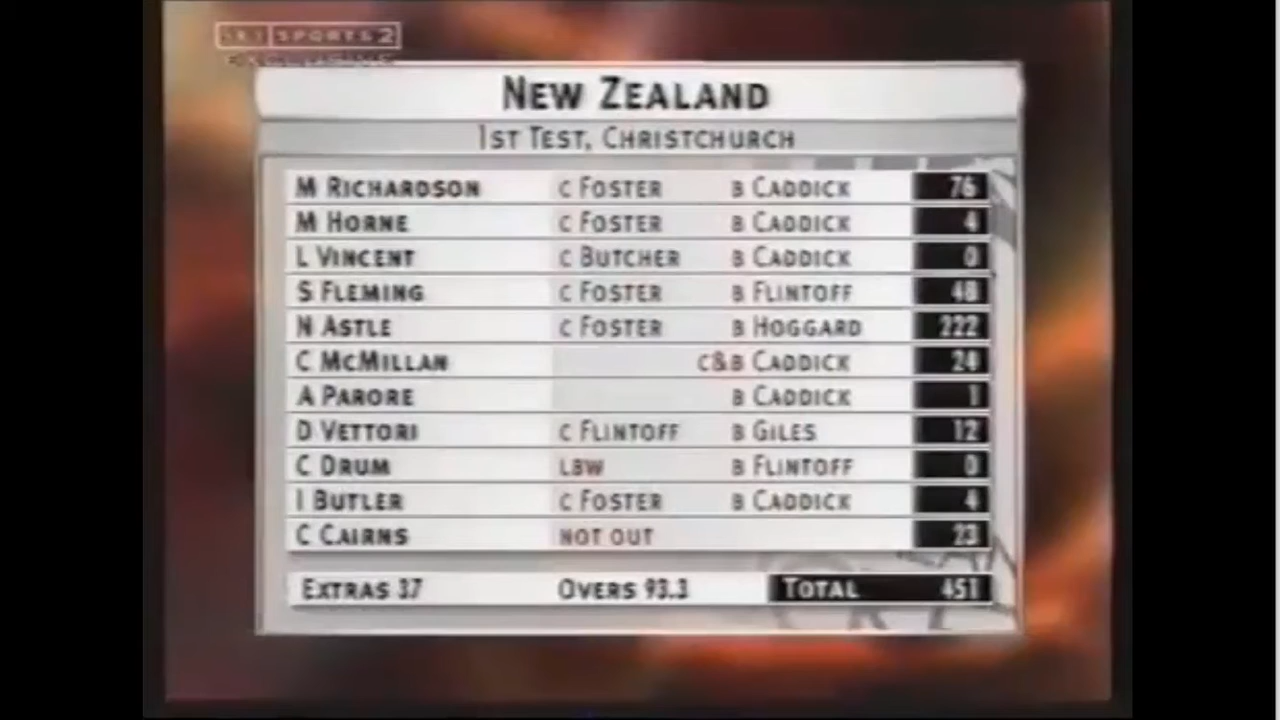 SKY SPORTS 2
EXCLUSIVE
NEW ZEALAND
1ST TEST, CHRISTCHURCH
M RICHARDSON C FOSTER B CADDICK 76
M HORNE C FOSTER B CADDICK 4
L VINCENT C BUTCHER B CADDICK 0
S FLEMING C FOSTER B FLINTOFF 48
N ASTLE C FOSTER B HOGGARD 222
C MCMILLAN C&B CADDICK 24
A PARORE B CADDICK 1
D VETTORI C FLINTOFF B GILES 12
C DRUM LBW B FLINTOFF 0
I BUTLER C FOSTER B CADDICK 4
C CAIRNS NOT OUT 23
EXTRAS 37 OVERS 93.3 TOTAL 451